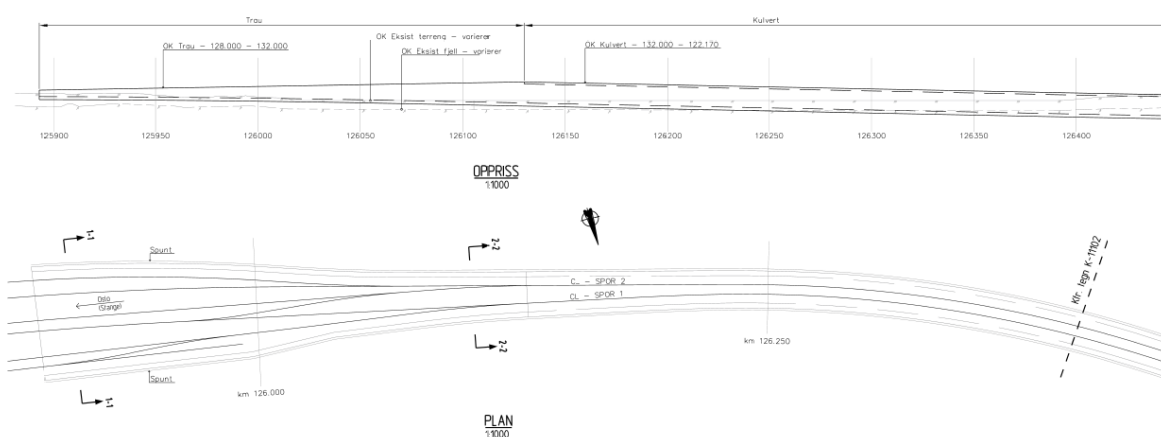 Trau
Kulvert
OK Eksist terreng - varierer
OK Trau - 128.000 - 132.000
OK Eksist fjell - varierer
OK Kulvert - 132.000 - 122.170
125900
125950
126000
126050
126100
126150
126200
126250
126300
126350
126400
OPPRISS
1:1000
1-1
Spunt
2-2
Oslo
(Stange)
CL - SPOR 2
CL - SPOR 1
Kfr. tegn K-11102
km 126.250
2-2
Spunt
km 126.000
1-1
PLAN
1:1000